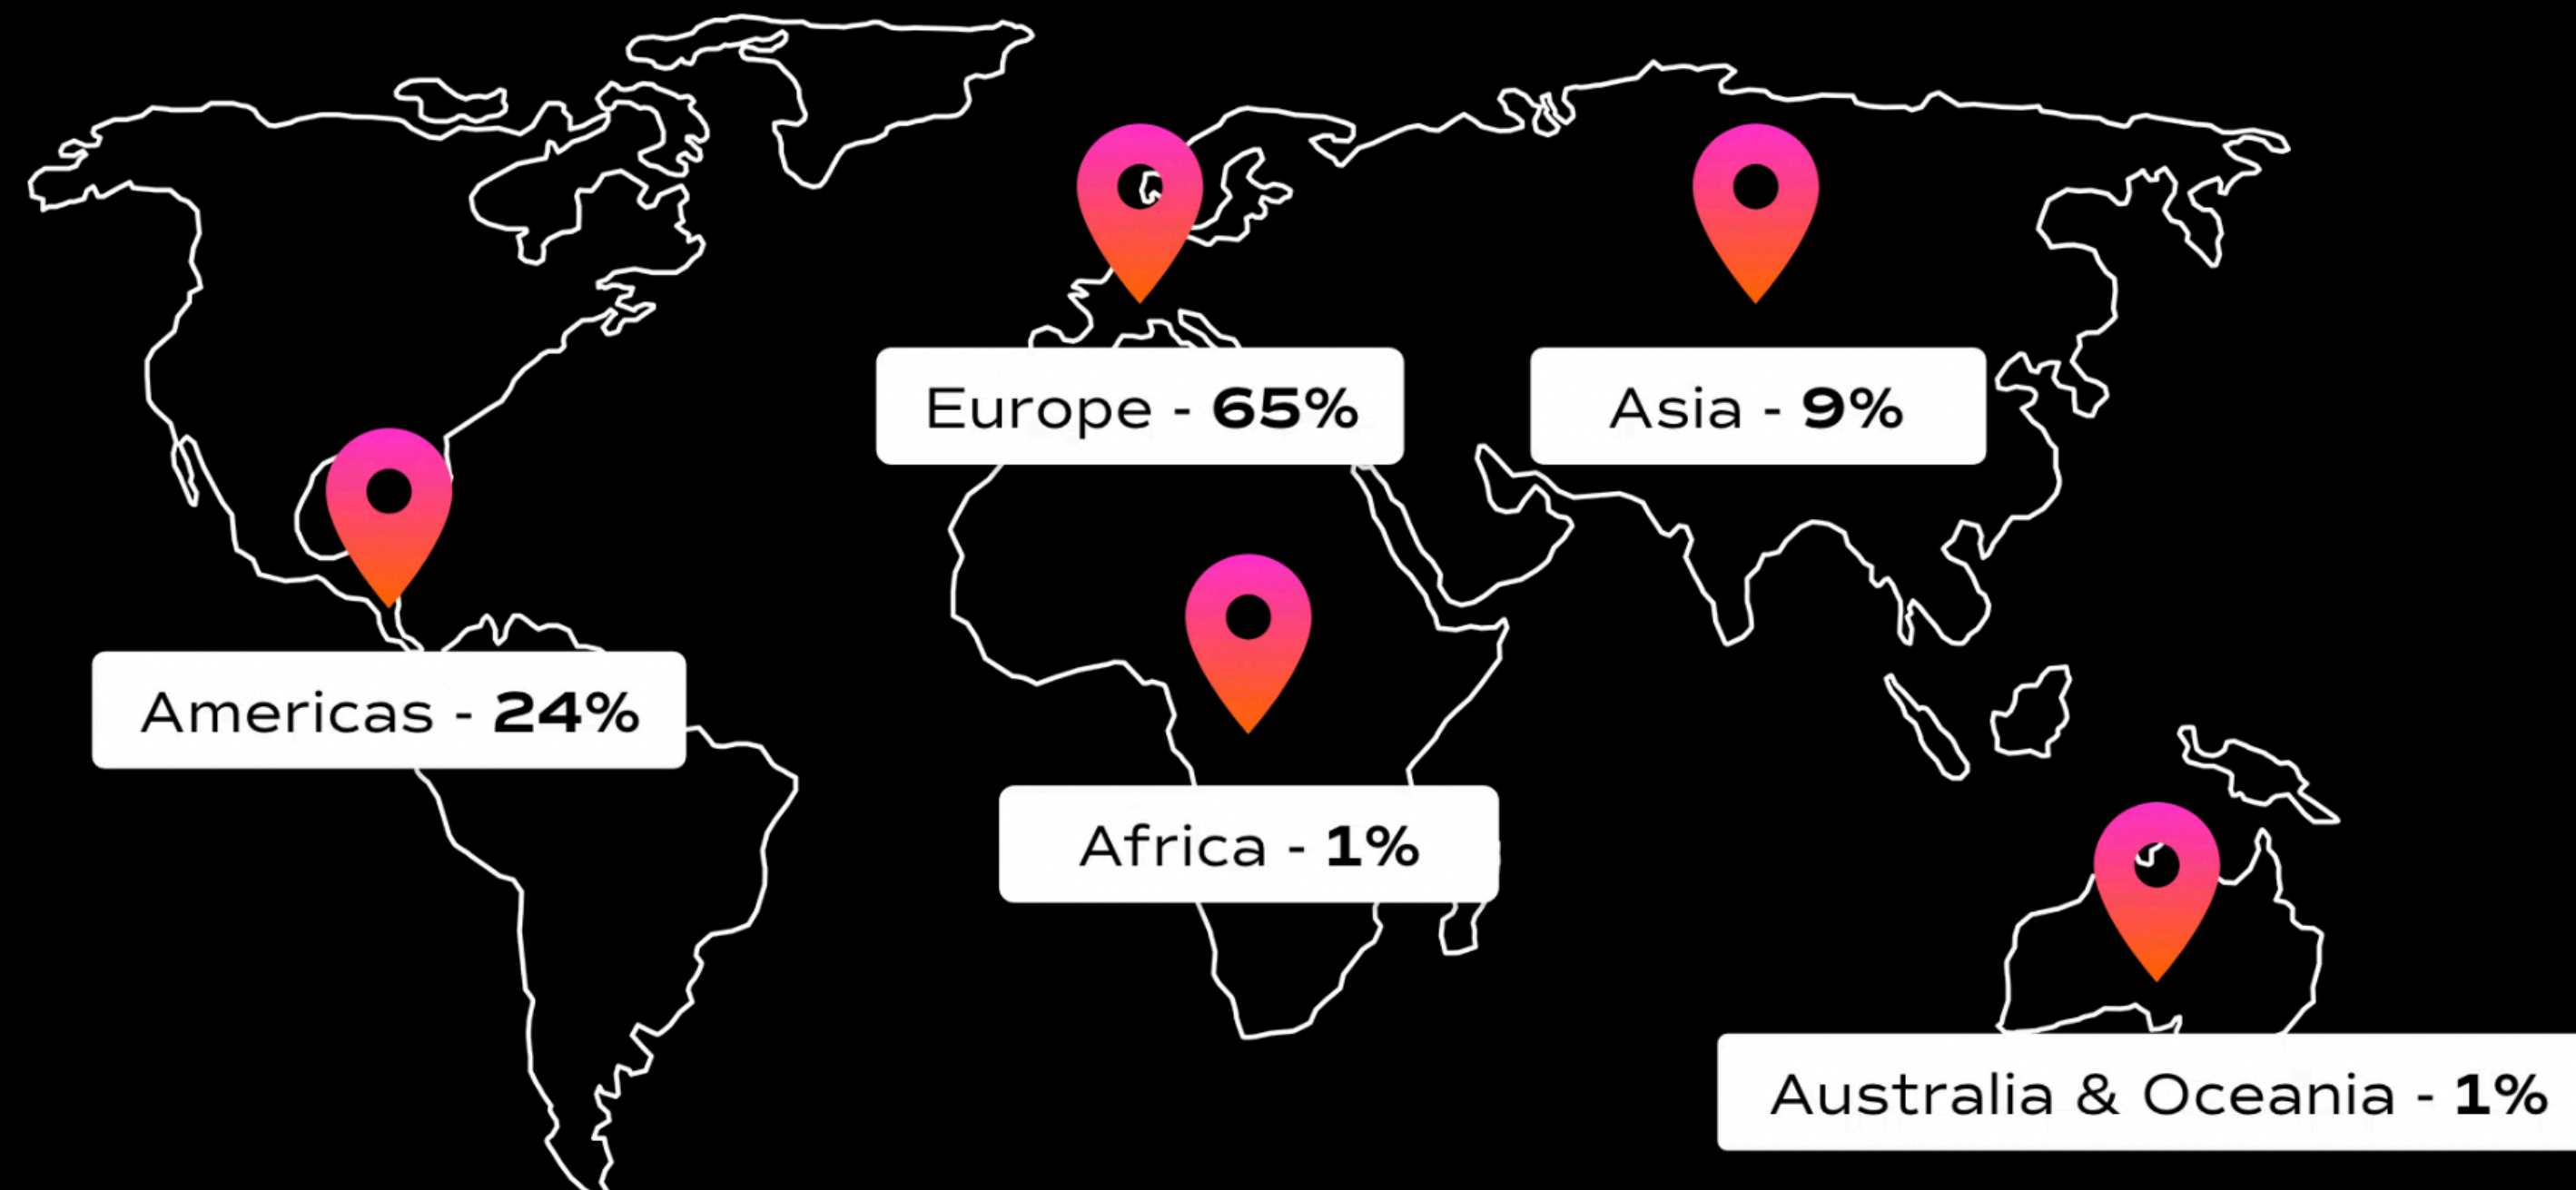 Europe - 65%
Asia - 9%
Americas - 24%
Africa - 1%
Australia & Oceania - 1%